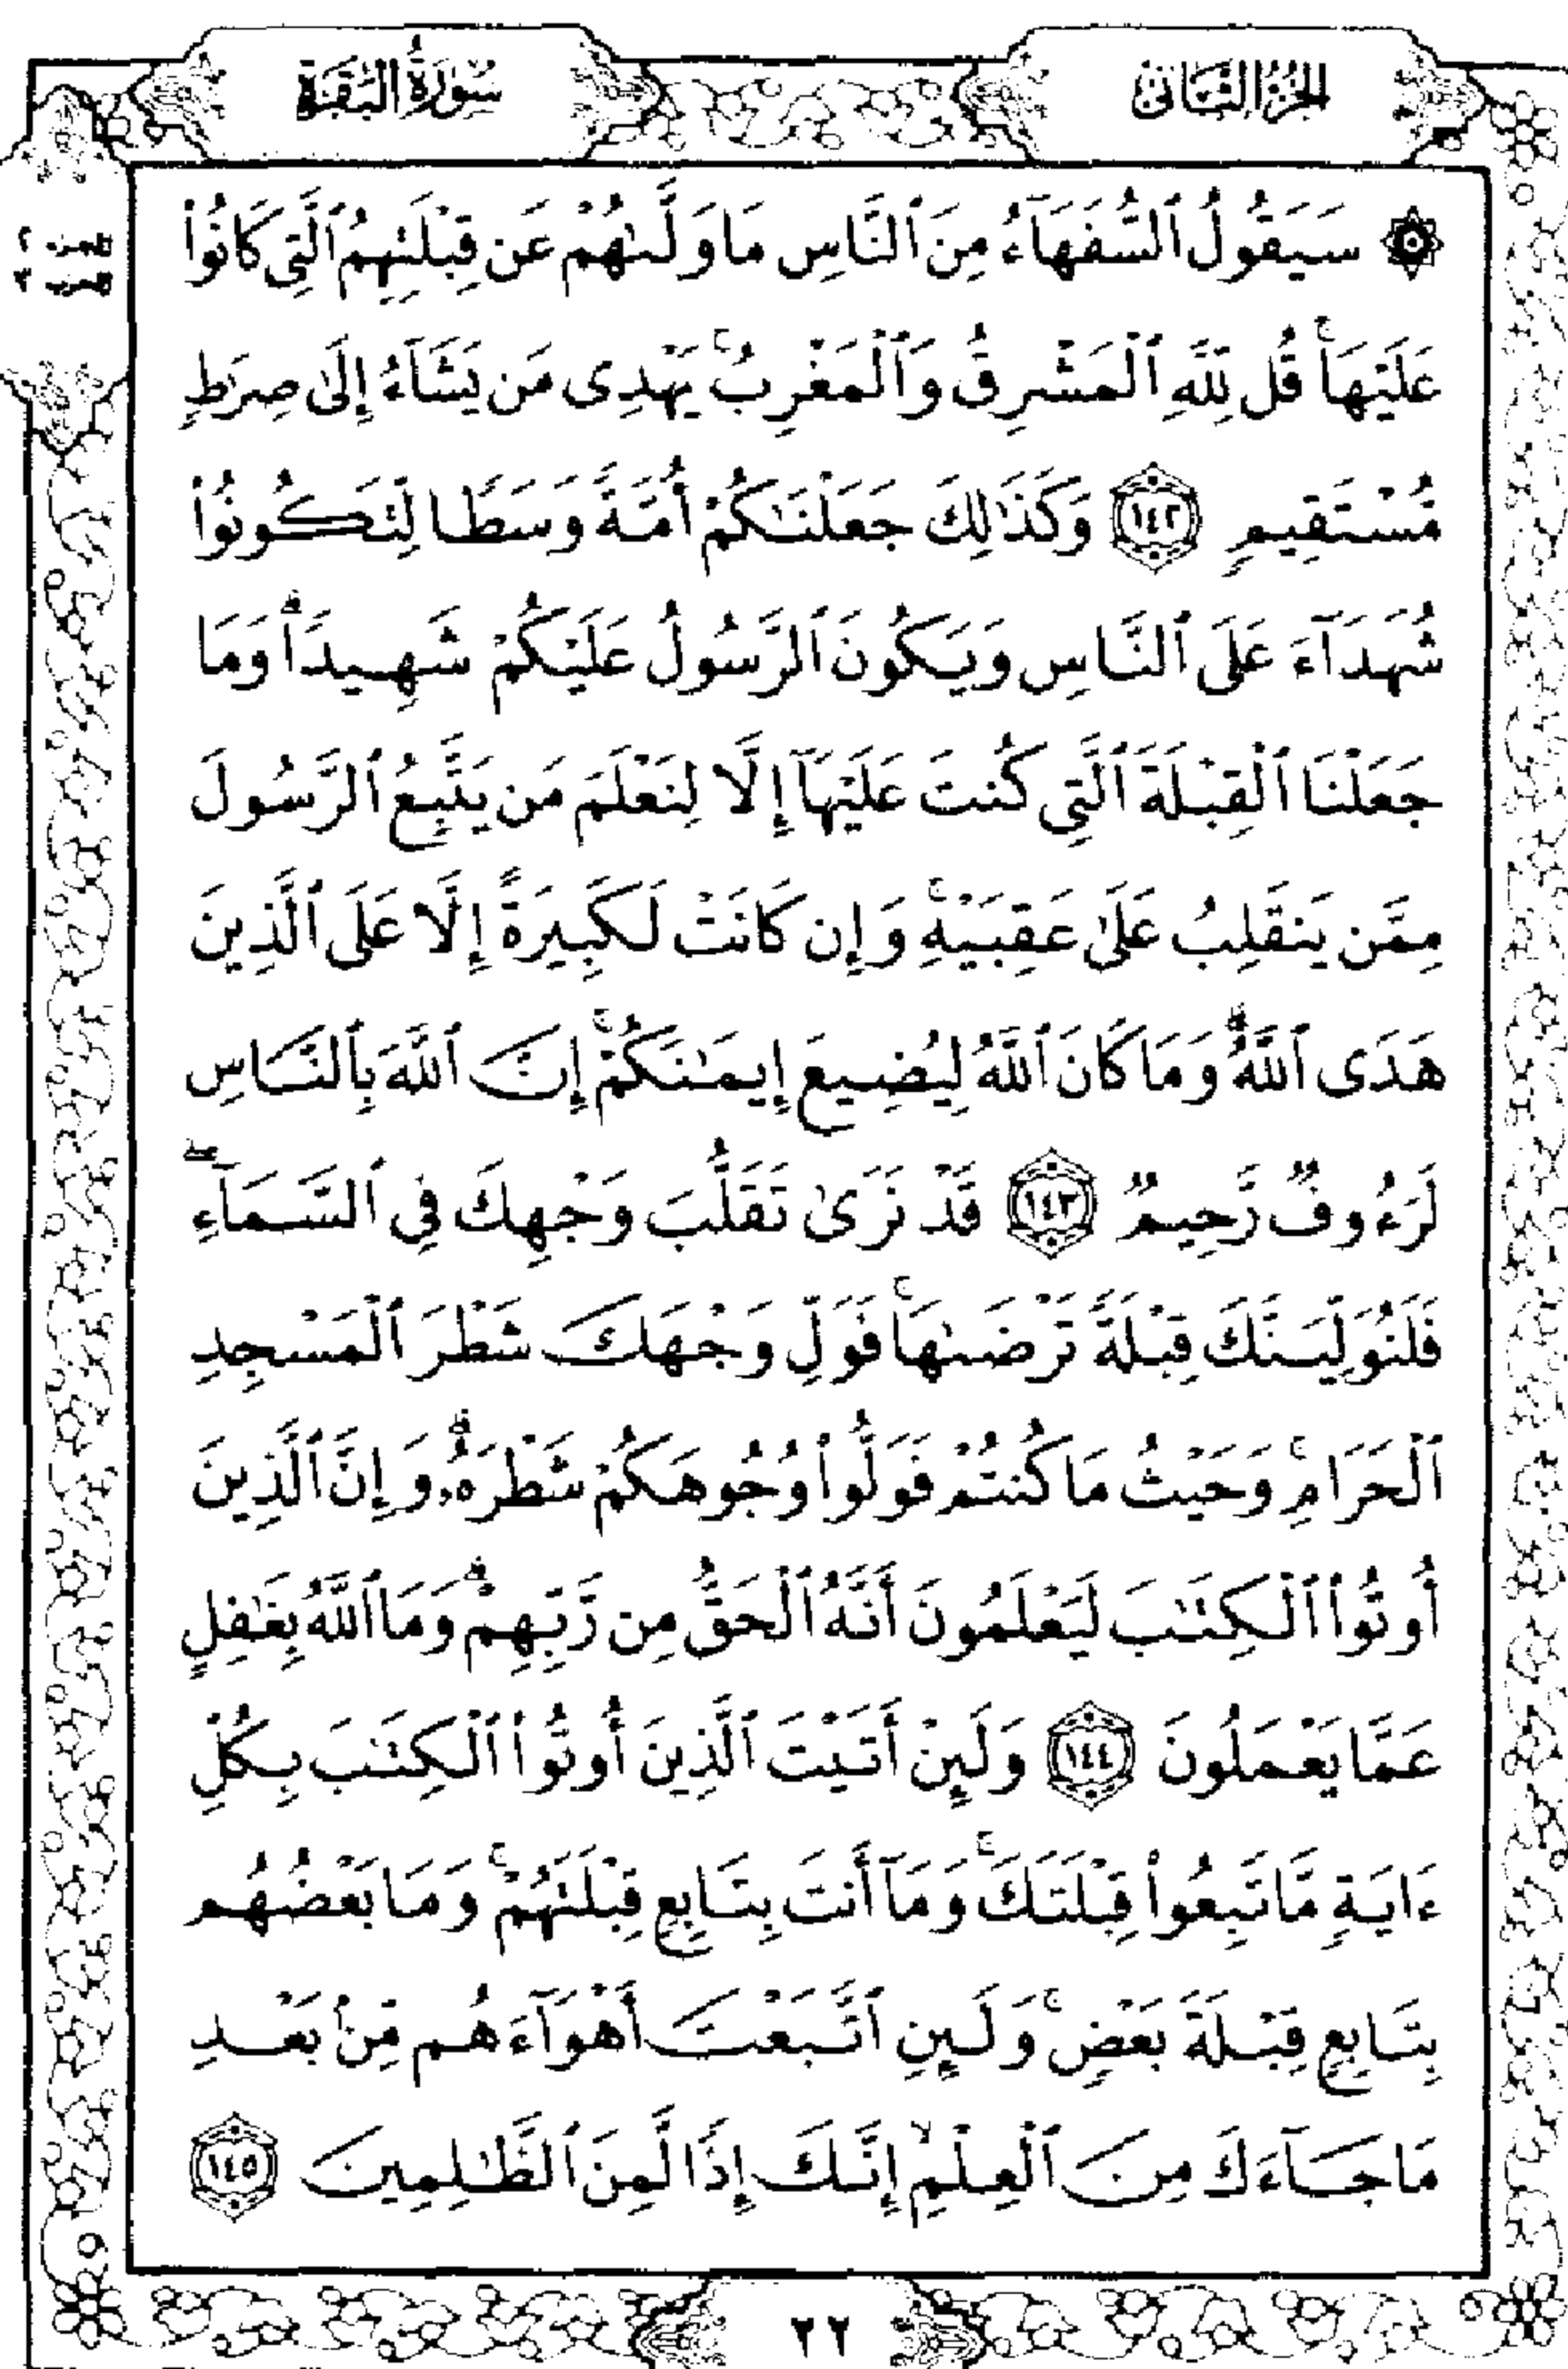 الجزء الثاني
سورة البقرة
۞ سَيَقُولُ ٱلسُّفَهَآءُ مِنَ ٱلنَّاسِ مَا وَلَّىٰهُمْ عَن قِبْلَتِهِمُ ٱلَّتِى كَانُوا۟
عَلَيْهَا ۚ قُل لِّلَّهِ ٱلْمَشْرِقُ وَٱلْمَغْرِبُ ۚ يَهْدِى مَن يَشَآءُ إِلَىٰ صِرَٰطٍ
مُّسْتَقِيمٍ ١٤٢ وَكَذَٰلِكَ جَعَلْنَـٰكُمْ أُمَّةً وَسَطًا لِّتَكُونُوا۟
شُهَدَآءَ عَلَى ٱلنَّاسِ وَيَكُونَ ٱلرَّسُولُ عَلَيْكُمْ شَهِيدًا ۗ وَمَا
جَعَلْنَا ٱلْقِبْلَةَ ٱلَّتِى كُنتَ عَلَيْهَآ إِلَّا لِنَعْلَمَ مَن يَتَّبِعُ ٱلرَّسُولَ
مِمَّن يَنقَلِبُ عَلَىٰ عَقِبَيْهِ ۚ وَإِن كَانَتْ لَكَبِيرَةً إِلَّا عَلَى ٱلَّذِينَ
هَدَى ٱللَّهُ ۗ وَمَا كَانَ ٱللَّهُ لِيُضِيعَ إِيمَـٰنَكُمْ ۚ إِنَّ ٱللَّهَ بِٱلنَّاسِ
لَرَءُوفٌ رَّحِيمٌ ١٤٣ قَدْ نَرَىٰ تَقَلُّبَ وَجْهِكَ فِى ٱلسَّمَآءِ ۖ
فَلَنُوَلِّيَنَّكَ قِبْلَةً تَرْضَىٰهَا ۚ فَوَلِّ وَجْهَكَ شَطْرَ ٱلْمَسْجِدِ
ٱلْحَرَامِ ۚ وَحَيْثُ مَا كُنتُمْ فَوَلُّوا۟ وُجُوهَكُمْ شَطْرَهُۥ ۗ وَإِنَّ ٱلَّذِينَ
أُوتُوا۟ ٱلْكِتَـٰبَ لَيَعْلَمُونَ أَنَّهُ ٱلْحَقُّ مِن رَّبِّهِمْ ۗ وَمَا ٱللَّهُ بِغَـٰفِلٍ
عَمَّا يَعْمَلُونَ ١٤٤ وَلَئِنْ أَتَيْتَ ٱلَّذِينَ أُوتُوا۟ ٱلْكِتَـٰبَ بِكُلِّ
ءَايَةٍ مَّا تَبِعُوا۟ قِبْلَتَكَ ۚ وَمَآ أَنتَ بِتَابِعٍ قِبْلَتَهُمْ ۚ وَمَا بَعْضُهُم
بِتَابِعٍ قِبْلَةَ بَعْضٍ ۚ وَلَئِنِ ٱتَّبَعْتَ أَهْوَآءَهُم مِّنۢ بَعْدِ
مَا جَآءَكَ مِنَ ٱلْعِلْمِ ۙ إِنَّكَ إِذًا لَّمِنَ ٱلظَّـٰلِمِينَ ١٤٥
٢٢